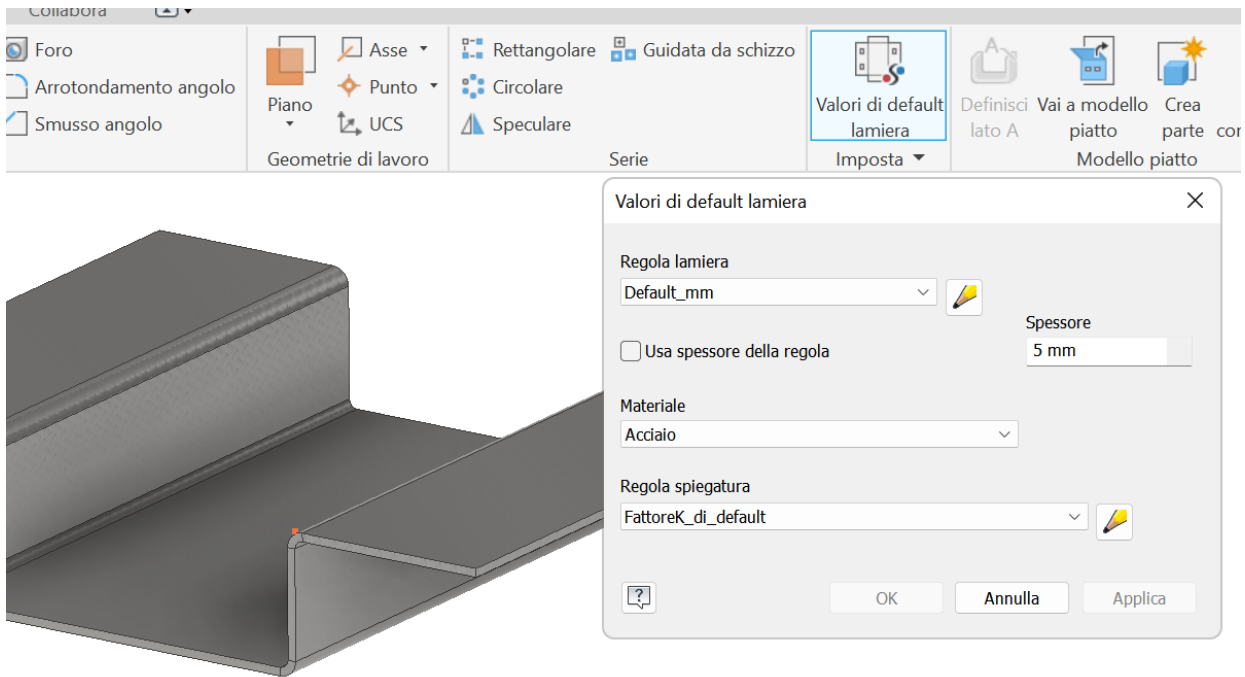 Collabora
Foro
Arrotondamento angolo
Smusso angolo
Piano
Asse
Punto
UCS
Geometrie di lavoro
Rettangolare
Guidata da schizzo
Circolare
Speculare
Serie
Valori di default
lamiera
Imposta
Definisci
lato A
Vai a modello
piatto
Crea
parte
Modello piatto
Valori di default lamiera
Regola lamiera
Default_mm
Usa spessore della regola
Spessore
5 mm
Materiale
Acciaio
Regola spiegatura
FattoreK_di_default
?
OK
Annulla
Applica